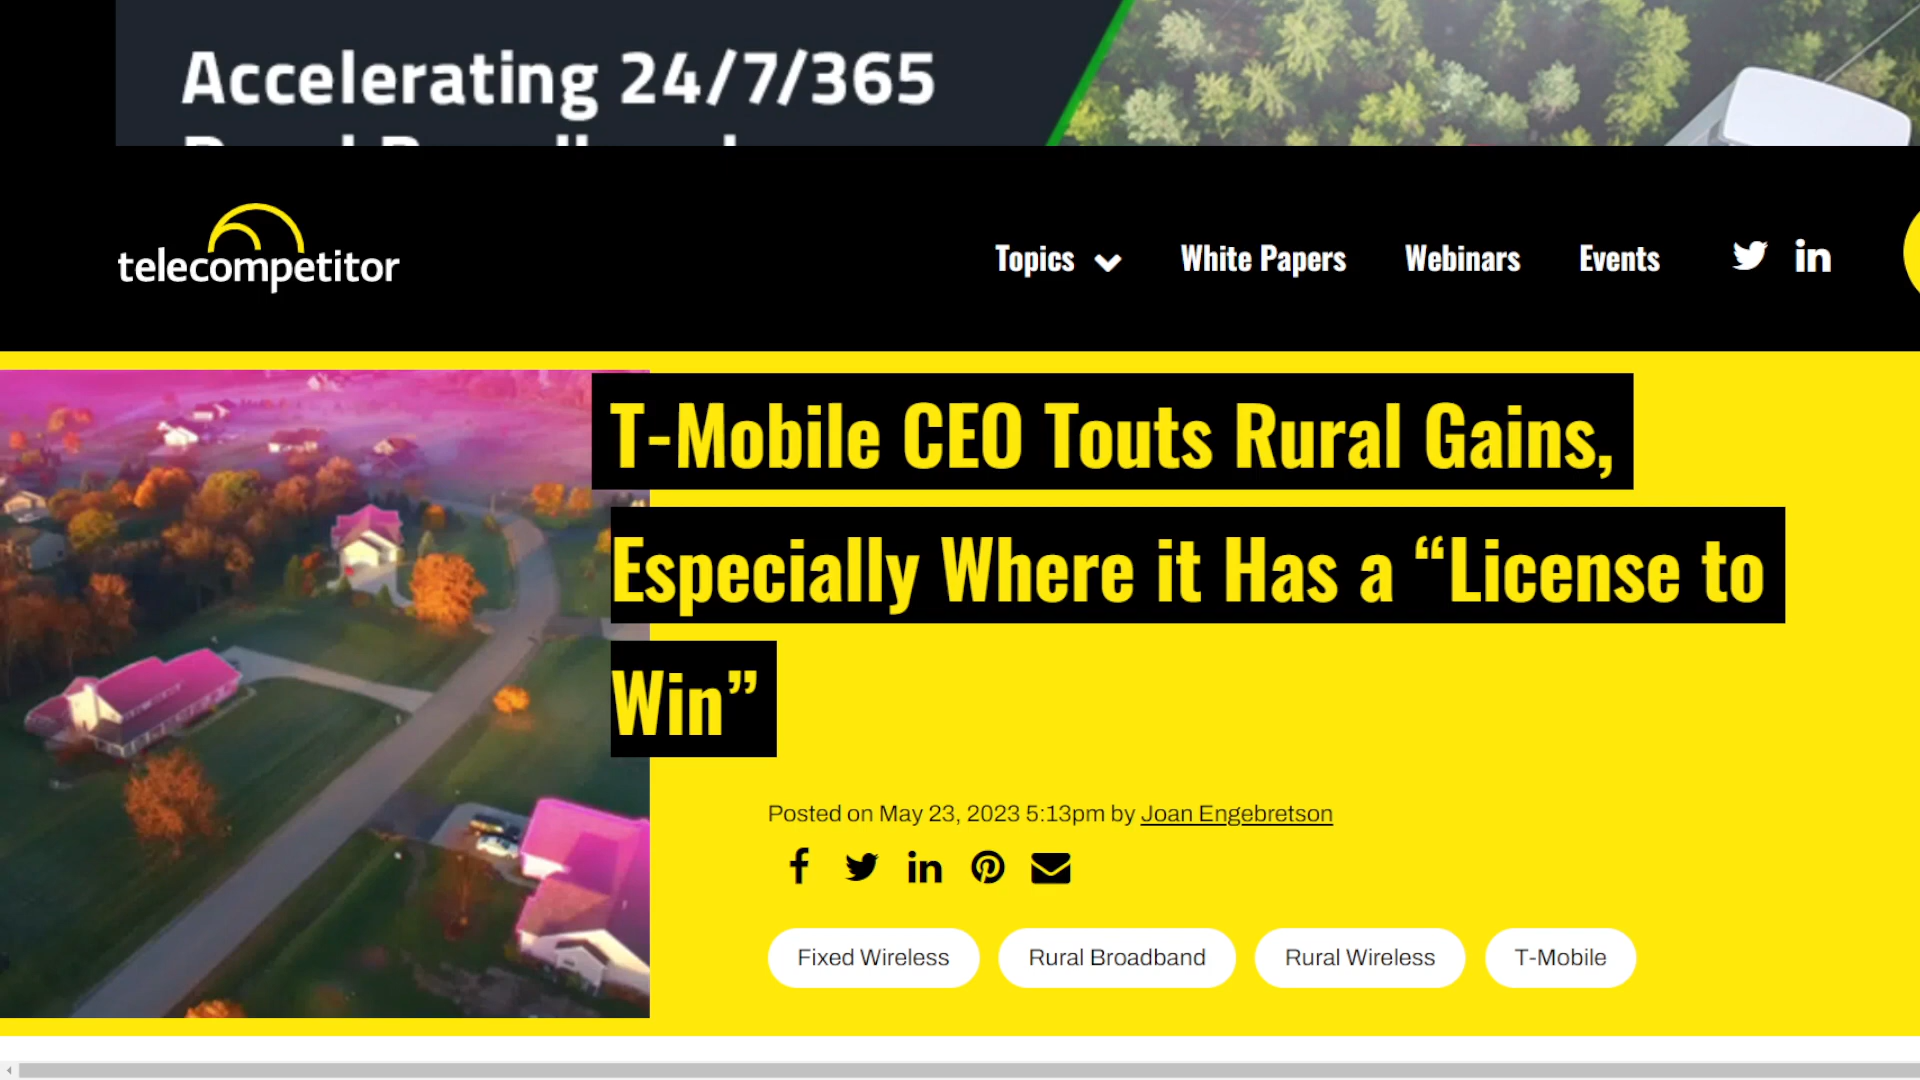 Accelerating 24/7/365
telecompetitor
Topics
White Papers
Webinars
Events
T-Mobile CEO Touts Rural Gains,
Especially Where it Has a “License to
Win”
Posted on May 23, 2023 5:13pm by Joan Engebretson
Fixed Wireless
Rural Broadband
Rural Wireless
T-Mobile